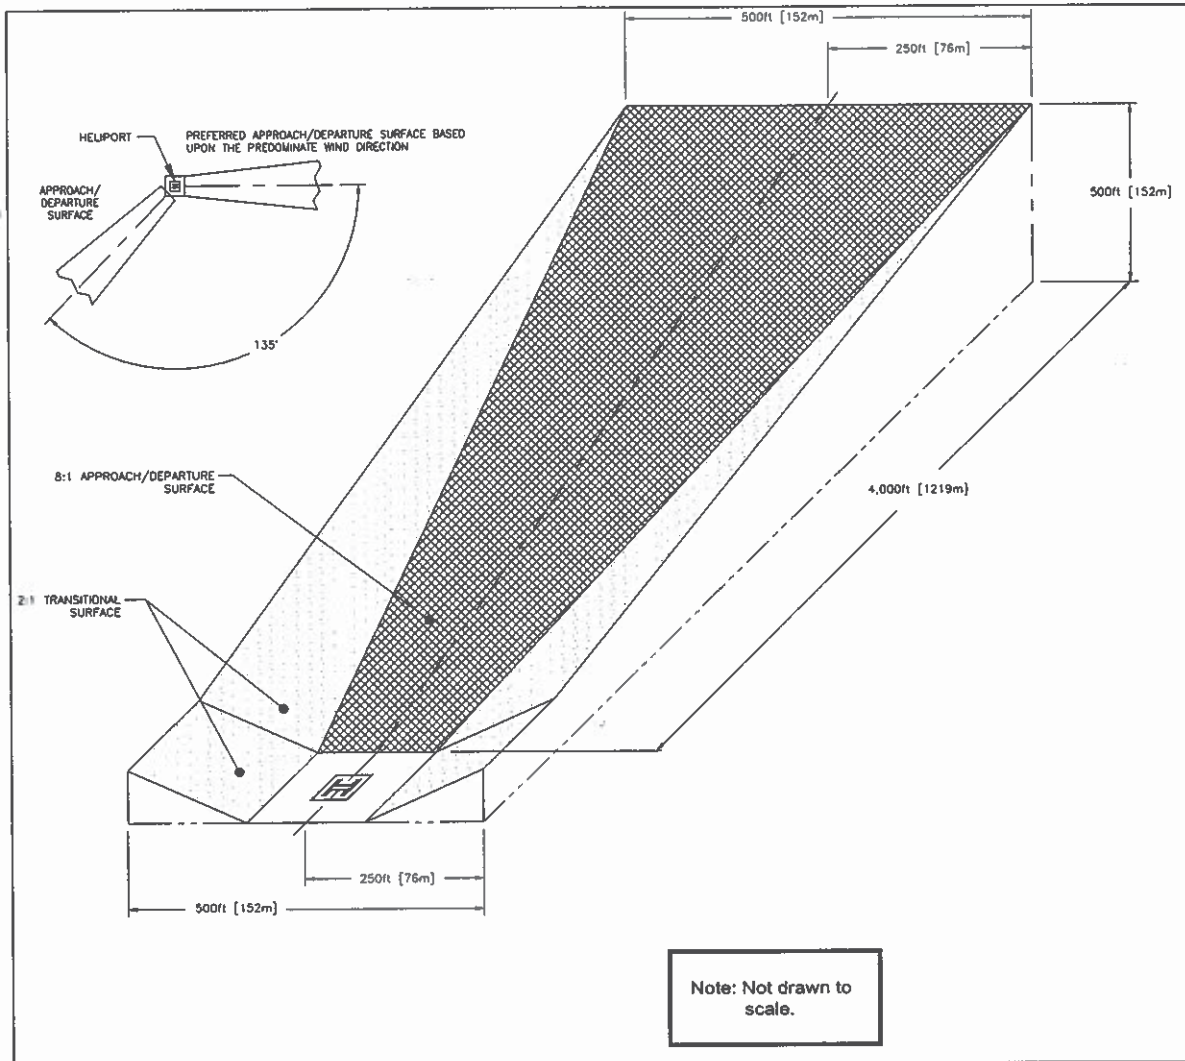 500ft [152m]
250ft [76m]
HELIPORT
PREFERRED APPROACH/DEPARTURE SURFACE BASED
UPON THE PREDOMINATE WIND DIRECTION
APPROACH/
DEPARTURE
SURFACE
500ft [152m]
135°
8:1 APPROACH/DEPARTURE
SURFACE
4,000ft [1219m}
2:1 TRANSITIONAL
SURFACE
H
250ft [76m]
500ft [152m]
Note: Not drawn to
scale.